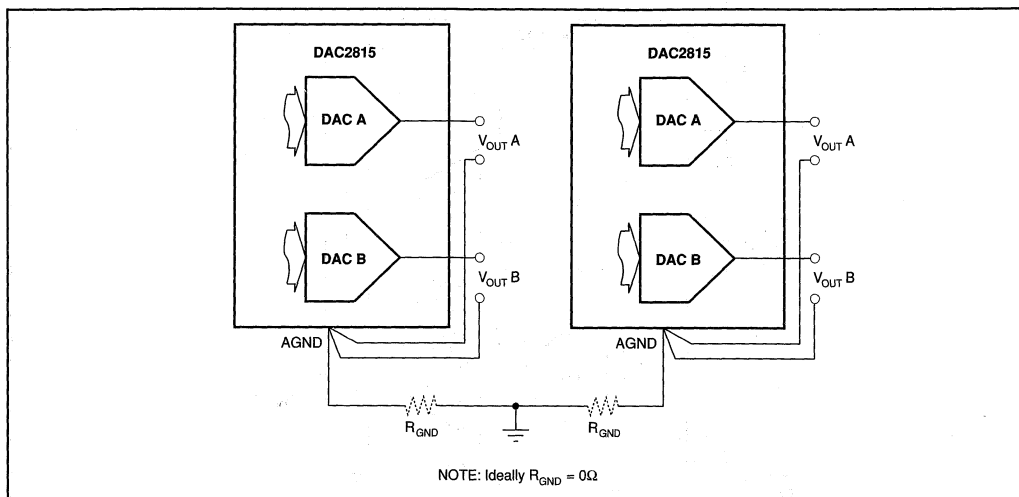 DAC2815
DAC A
V_OUT A
DAC B
V_OUT B
AGND
R_GND
DAC2815
DAC A
V_OUT A
DAC B
V_OUT B
AGND
R_GND
NOTE: Ideally R_GND = 0Ω